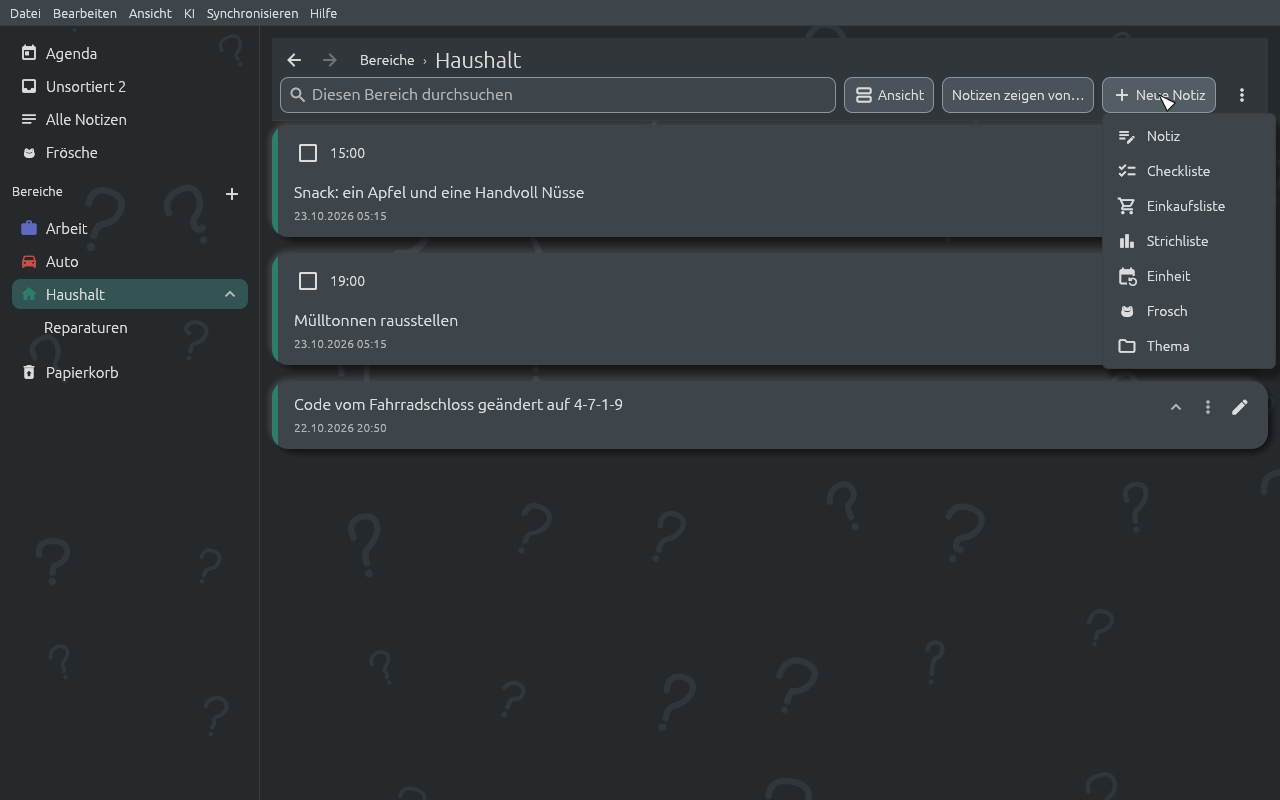 Datei Bearbeiten Ansicht KI Synchronisieren Hilfe
Agenda
Unsortiert 2
Alle Notizen
Frösche
Bereiche
Arbeit
Auto
Haushalt
Reparaturen
Papierkorb
Bereiche › Haushalt
Diesen Bereich durchsuchen
Ansicht
Notizen zeigen von…
Neue Notiz
Notiz
Checkliste
Einkaufsliste
Strichliste
Einheit
Frosch
Thema
15:00
Snack: ein Apfel und eine Handvoll Nüsse
23.10.2026 05:15
19:00
Mülltonnen rausstellen
23.10.2026 05:15
Code vom Fahrradschloss geändert auf 4-7-1-9
22.10.2026 20:50